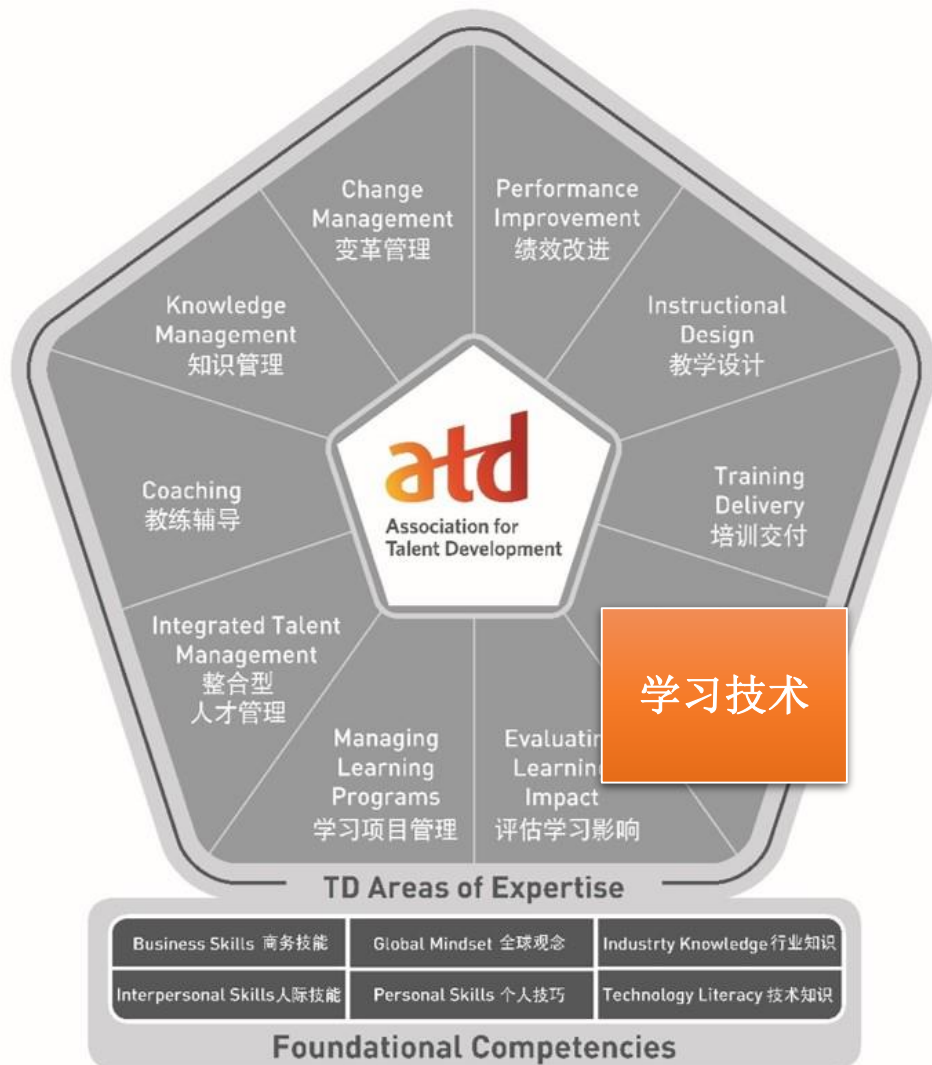 Change
Management
变革管理
Performance
Improvement
绩效改进
Knowledge
Management
知识管理
Instructional
Design
教学设计
atd
Association for
Talent Development
Coaching
教练辅导
Training
Delivery
培训交付
Integrated Talent
Management
整合型
人才管理
学习技术
Managing
Learning
Programs
学习项目管理
Evaluatin
Learnin
Impact
评估学习影响
TD Areas of Expertise
Business Skills 商务技能
Global Mindset 全球观念
Industrty Knowledge 行业知识
Interpersonal Skills 人际技能
Personal Skills 个人技巧
Technology Literacy 技术知识
Foundational Competencies